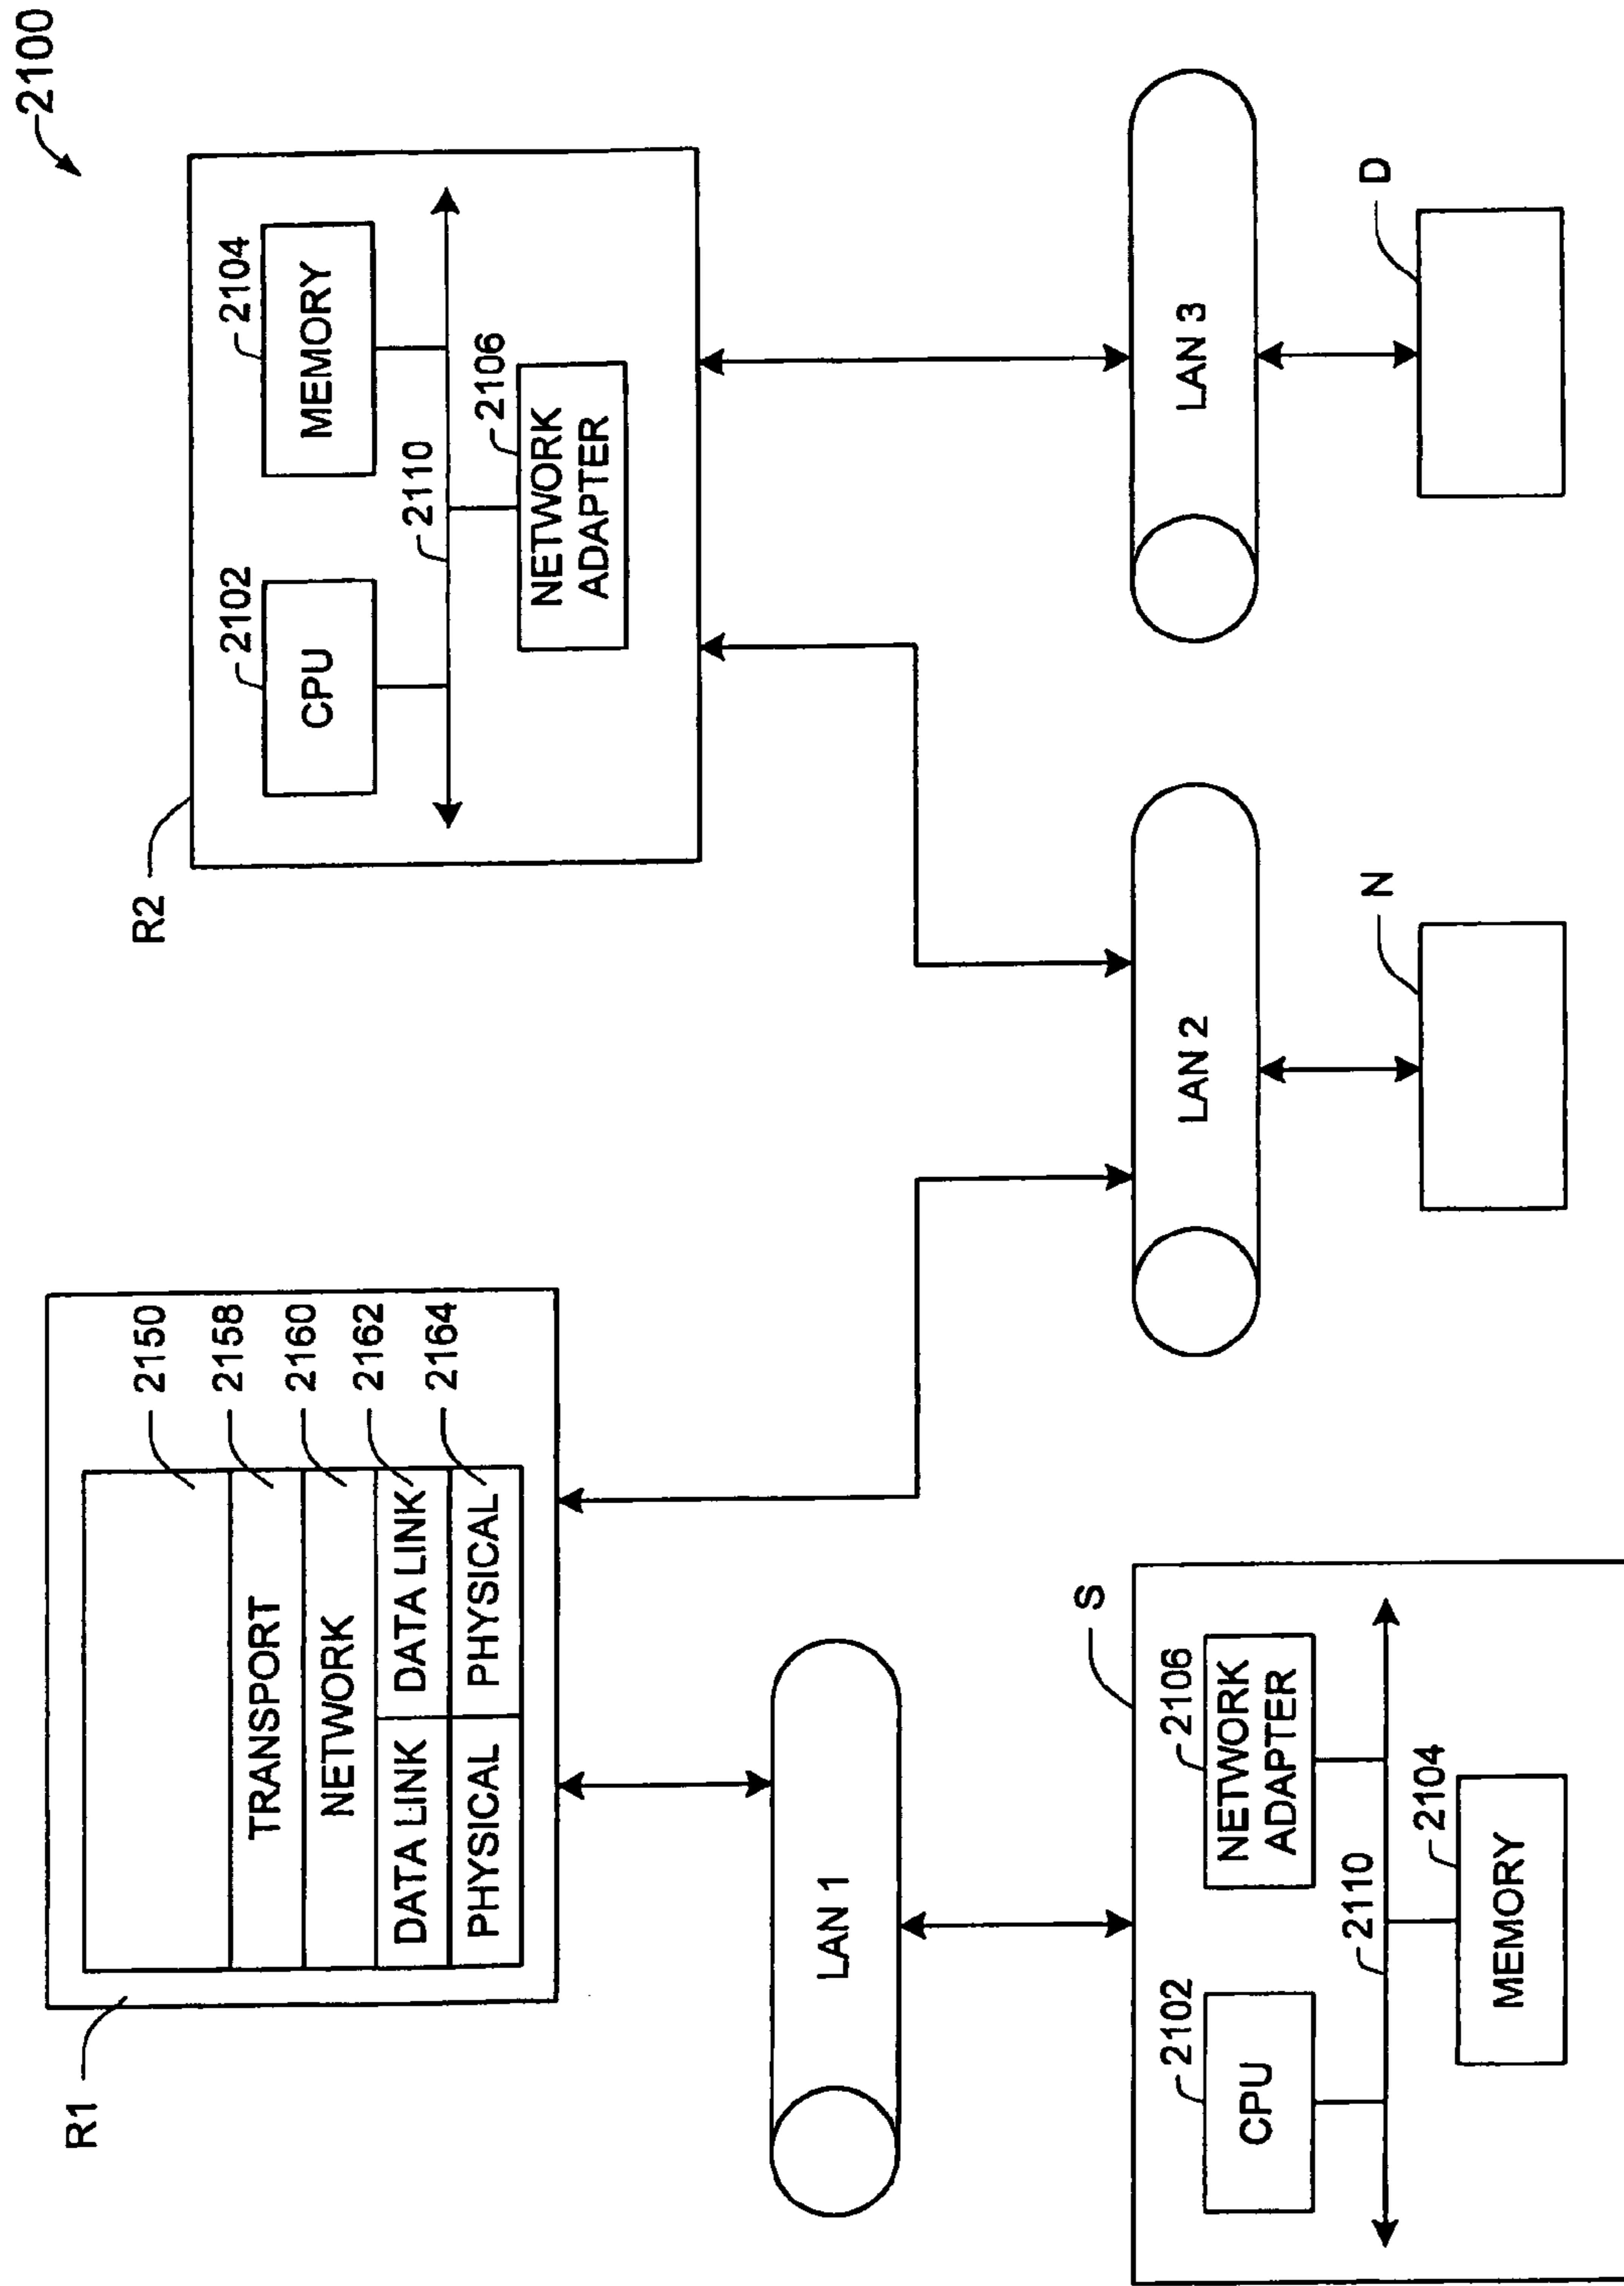 2100
R1
2150
TRANSPORT
2158
NETWORK
2160
DATA LINK
DATA LINK
2162
PHYSICAL
PHYSICAL
2164
R2
2102
CPU
2104
MEMORY
2110
2106
NETWORK
ADAPTER
LAN 1
LAN 2
LAN 3
S
2102
CPU
2106
NETWORK
ADAPTER
2110
2104
MEMORY
N
D